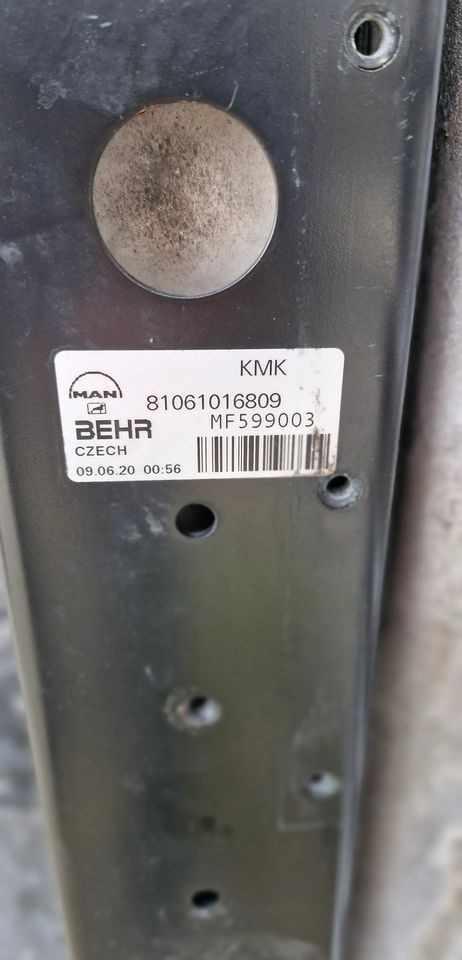 KMK
MAN
81061016809
BEHR MF599003
CZECH
09.06.20 00:56